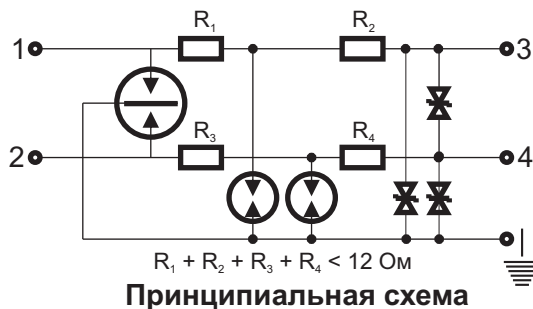 R₁ R₂
1 3
R₃ R₄
2 4
R₁ + R₂ + R₃ + R₄ < 12 Ом
Принципиальная схема